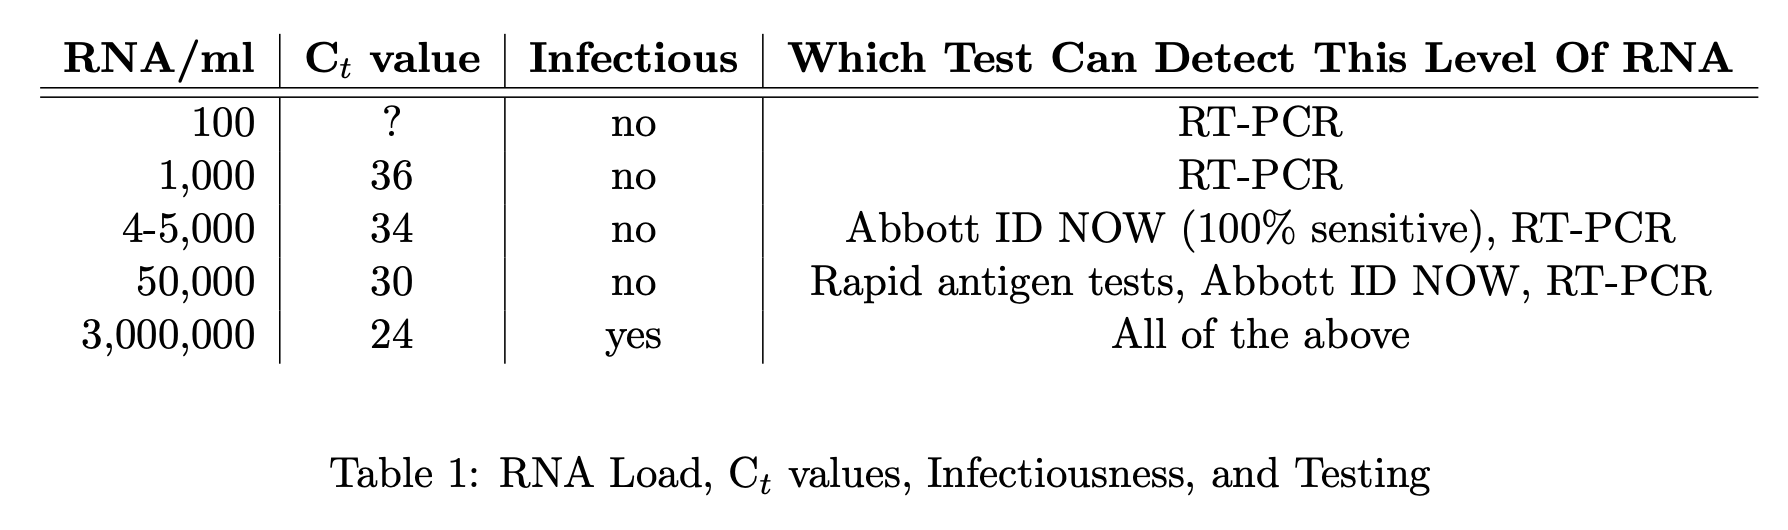 RNA/ml C_t value Infectious Which Test Can Detect This Level Of RNA
100 ? no RT-PCR
1,000 36 no RT-PCR
4-5,000 34 no Abbott ID NOW (100% sensitive), RT-PCR
50,000 30 no Rapid antigen tests, Abbott ID NOW, RT-PCR
3,000,000 24 yes All of the above
Table 1: RNA Load, C_t values, Infectiousness, and Testing